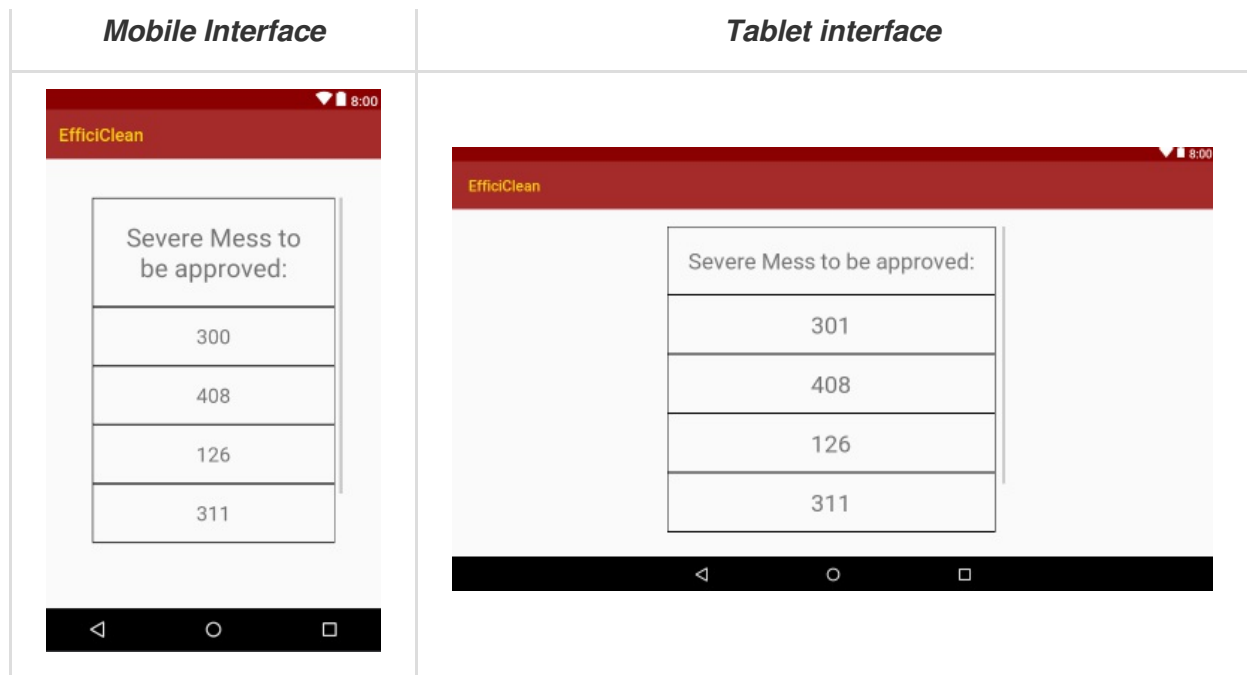 Mobile Interface
Tablet interface
8:00
EfficiClean
Severe Mess to
be approved:
300
408
126
311
8:00
EfficiClean
Severe Mess to be approved:
301
408
126
311